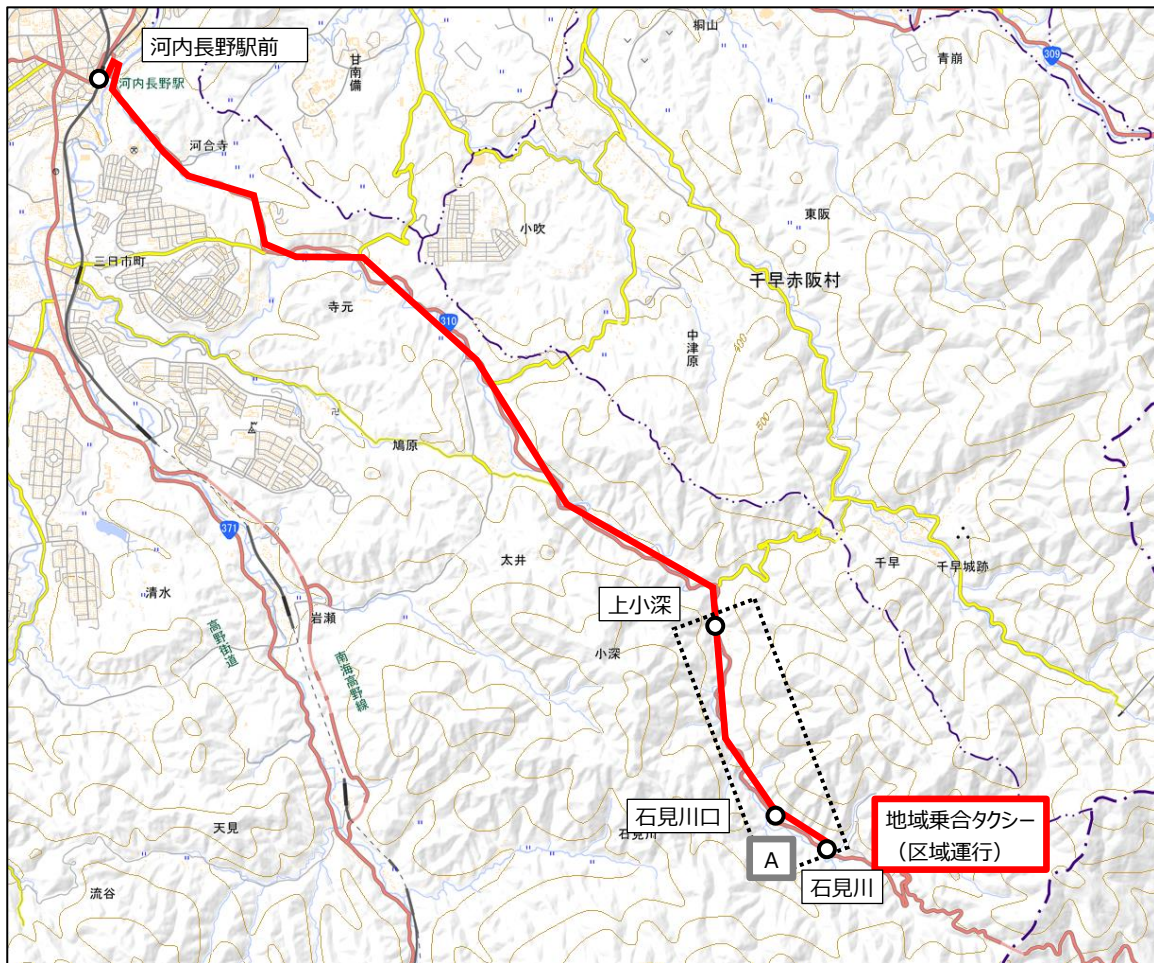 河内長野駅前
河内長野駅
甘南備
桐山
青崩
309
河合寺
小吹
東阪
三日市町
千早赤阪村
寺元
310
中津原
400
鳩原
500
371
太井
千早
千早城跡
清水
上小深
岩瀬
小深
高野街道
南海高野線
石見川口
天見
石見川
地域乗合タクシー
(区域運行)
A
石見川
流谷